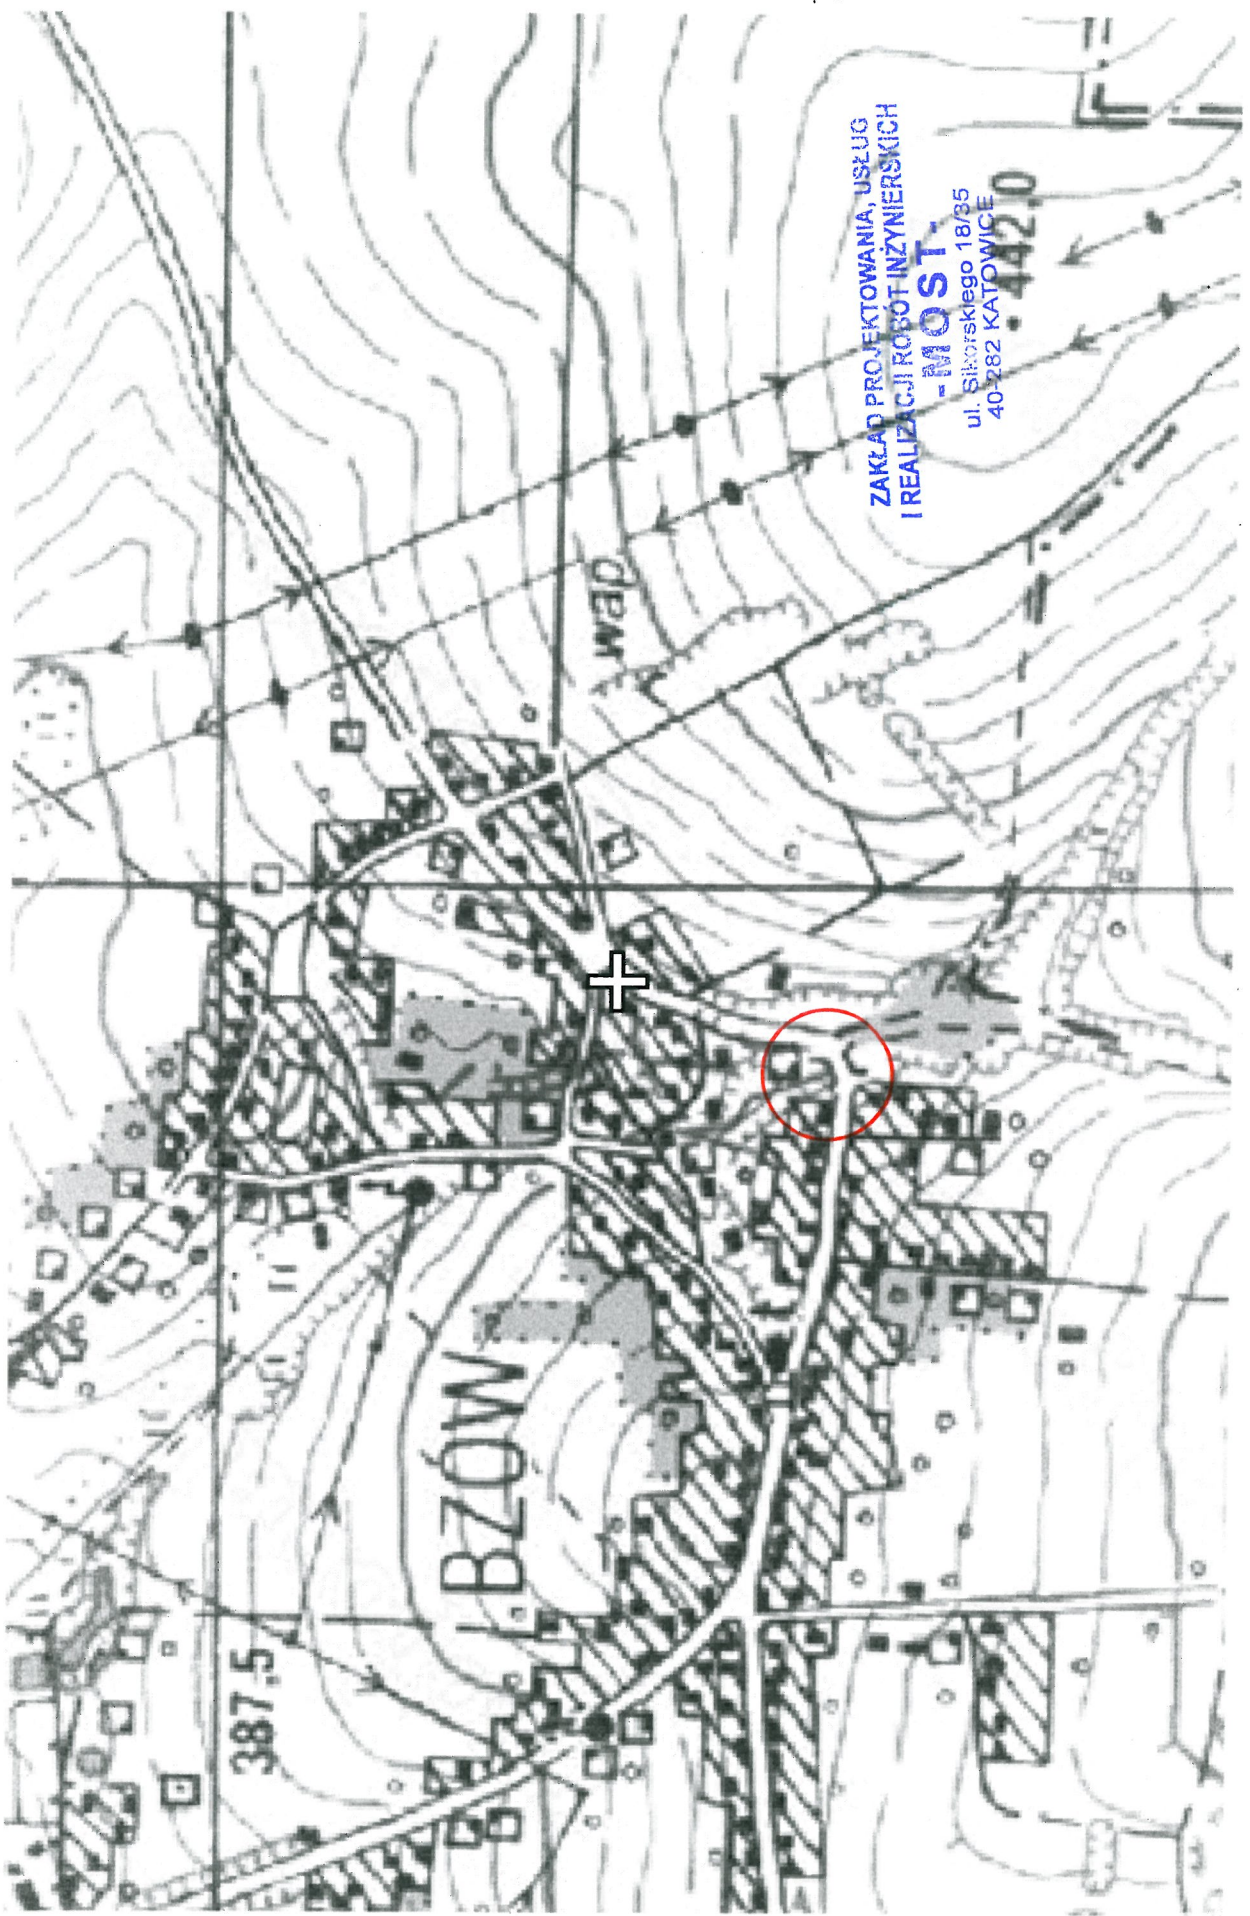 ZAKŁAD PROJEKTOWANIA, USŁUG
I REALIZACJI ROBÓT INŻYNIERSKICH
-MOST-
ul. Sikorskiego 18/35
40-282 KATOWICE
442.0
wap
BZÓW
387.5